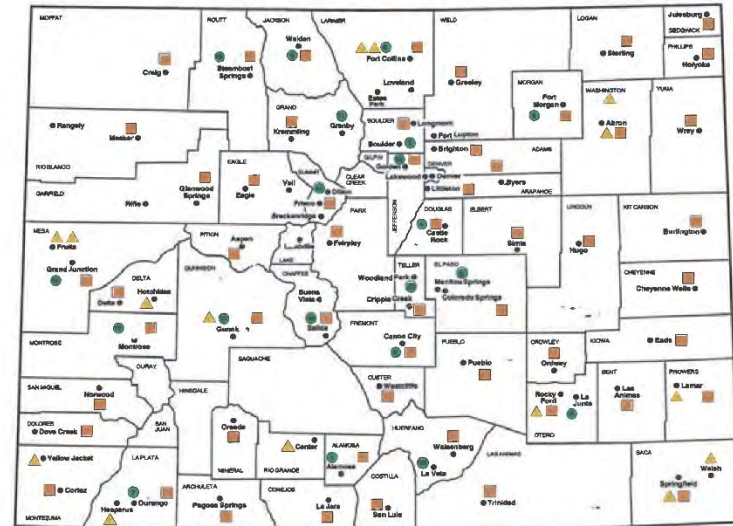 MOFFAT
ROUTT
JACKSON
LARIMER
WELD
LOGAN
Julesburg
SEDGWICK
PHILLIPS
Holyoke
Walden
Craig
Steamboat
Springs
Fort Collins
Sterling
Greeley
Loveland
Estes
Park
MORGAN
Fort
Morgan
WASHINGTON
YUMA
GRAND
Kremmling
Granby
BOULDER
Longmont
Boulder
Fort Lupton
Akron
Wray
Rangely
Meeker
RIO BLANCO
GILPIN
Golden
Brighton
ADAMS
DENVER
Lakewood
Denver
Littleton
Byers
ARAPAHOE
EAGLE
SUMMIT
CLEAR
CREEK
GARFIELD
Glenwood
Springs
Rifle
Eagle
Vail
Dillon
Frisco
Breckenridge
PARK
JEFFERSON
DOUGLAS
Castle
Rock
ELBERT
LINCOLN
KIT CARSON
Burlington
MESA
Fruita
Grand Junction
PITKIN
Aspen
LAKE
Fairplay
Simla
Hugo
DELTA
Hotchkiss
Delta
GUNNISON
CHAFFEE
Buena
Vista
Woodland
Park
TELLER
EL PASO
Manitou Springs
Cripple Creek
Colorado Springs
CHEYENNE
Cheyenne Wells
MONTROSE
Montrose
Salida
FREMONT
Canon City
OURAY
SAGUACHE
PUEBLO
Pueblo
CROWLEY
Ordway
KIOWA
Eads
SAN MIGUEL
Norwood
HINSDALE
CUSTER
Westcliffe
Rocky
Ford
La
Junta
OTERO
BENT
Las
Animas
PROWERS
Lamar
DOLORES
Dove Creek
SAN
JUAN
Creede
MINERAL
Center
RIO GRANDE
ALAMOSA
Alamosa
HUERFANO
Walsenburg
La Veta
LAS ANIMAS
BACA
Walsh
Springfield
Yellow Jacket
LA PLATA
Cortez
Durango
Hesperus
MONTEZUMA
ARCHULETA
Pagosa Springs
CONEJOS
La Jara
COSTILLA
San Luis
Trinidad